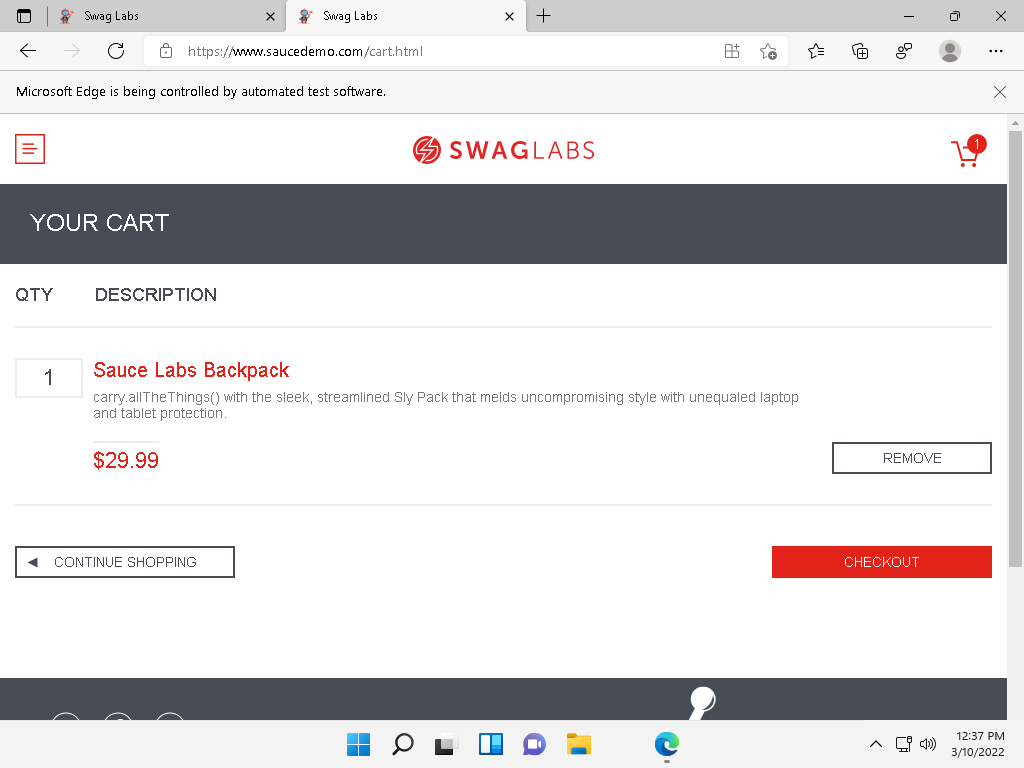 Swag Labs
Swag Labs
https://www.saucedemo.com/cart.html
Microsoft Edge is being controlled by automated test software.
SWAGLABS
1
YOUR CART
QTY DESCRIPTION
1
Sauce Labs Backpack
carry.allTheThings() with the sleek, streamlined Sly Pack that melds uncompromising style with unequaled laptop
and tablet protection.
$29.99
REMOVE
CONTINUE SHOPPING
CHECKOUT
12:37 PM
3/10/2022